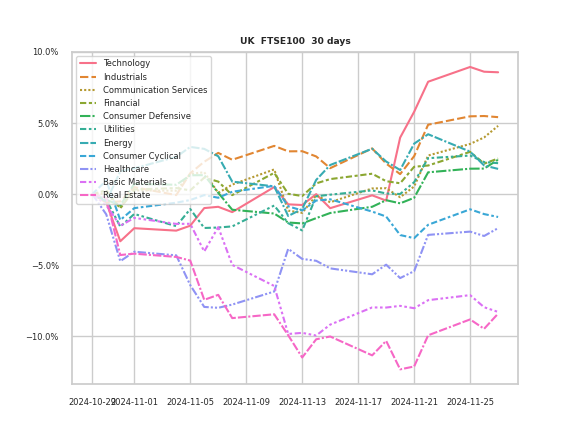 UK FTSE100 30 days
10.0%
5.0%
0.0%
−5.0%
−10.0%
Technology
Industrials
Communication Services
Financial
Consumer Defensive
Utilities
Energy
Consumer Cyclical
Healthcare
Basic Materials
Real Estate
2024-10-29 2024-11-01 2024-11-05 2024-11-09 2024-11-13 2024-11-17 2024-11-21 2024-11-25